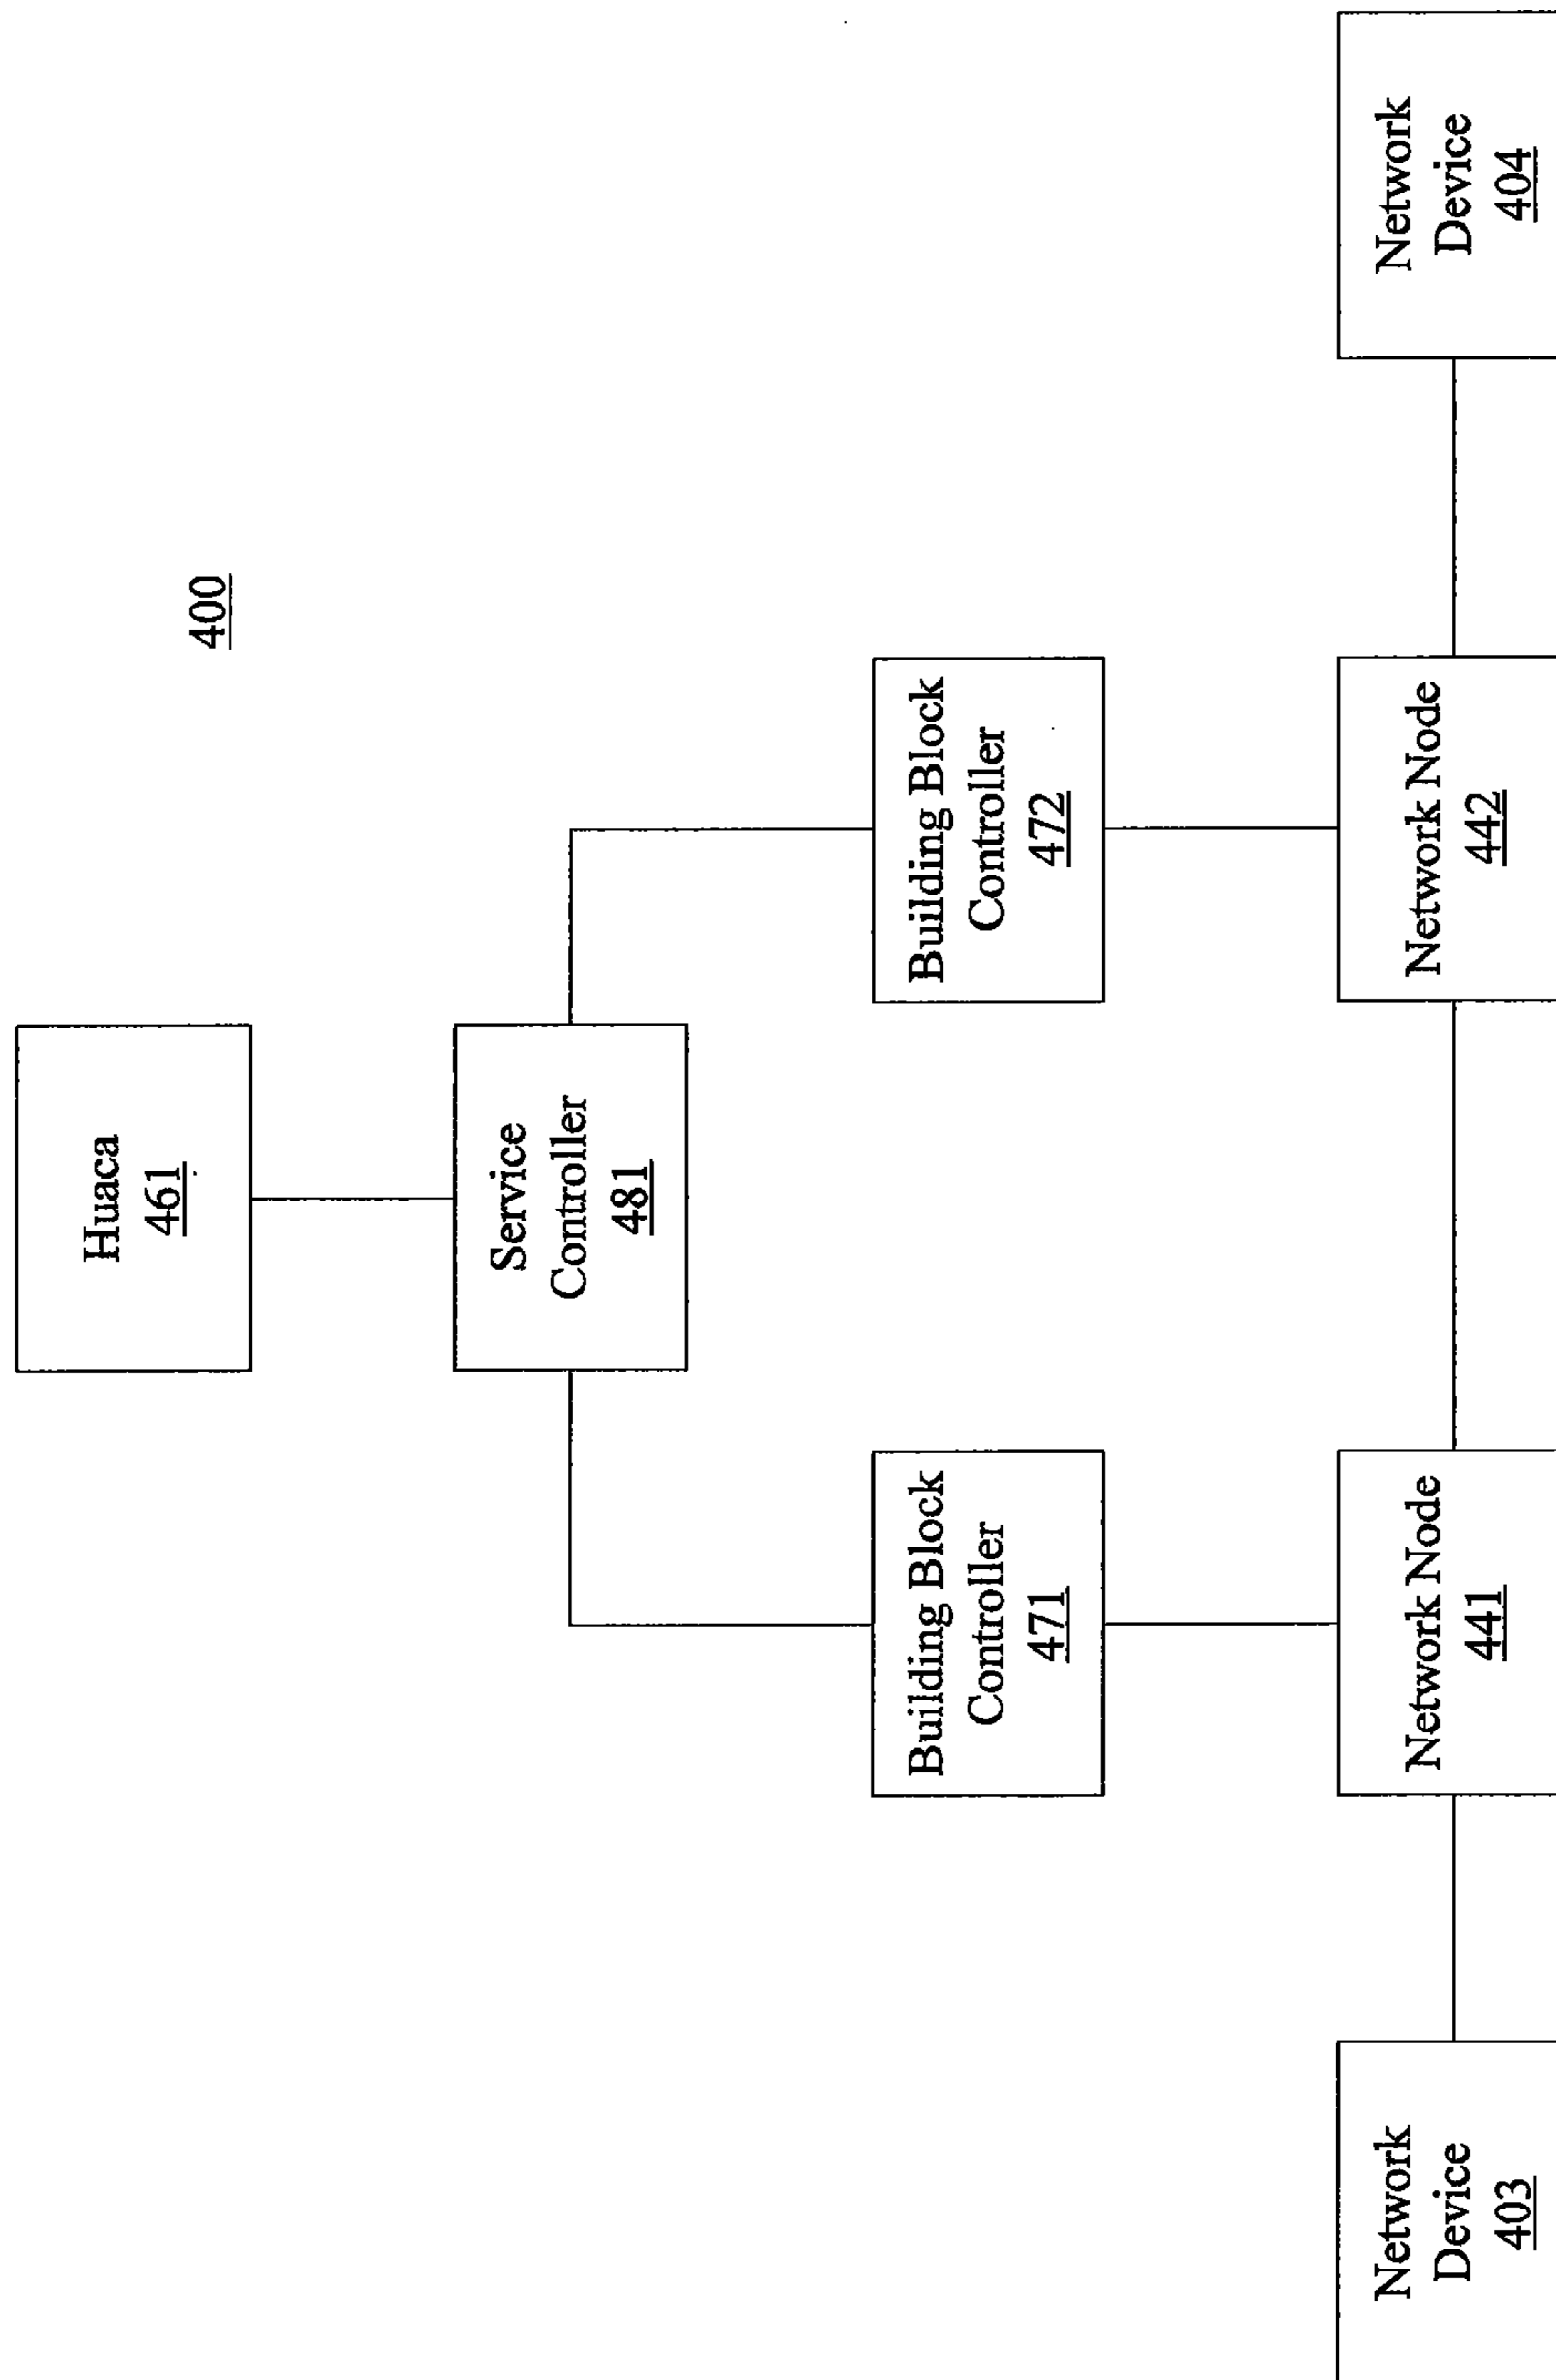 400
Huaca
461
Service
Controller
481
Building Block
Controller
471
Building Block
Controller
472
Network
Device
403
Network Node
441
Network Node
442
Network
Device
404